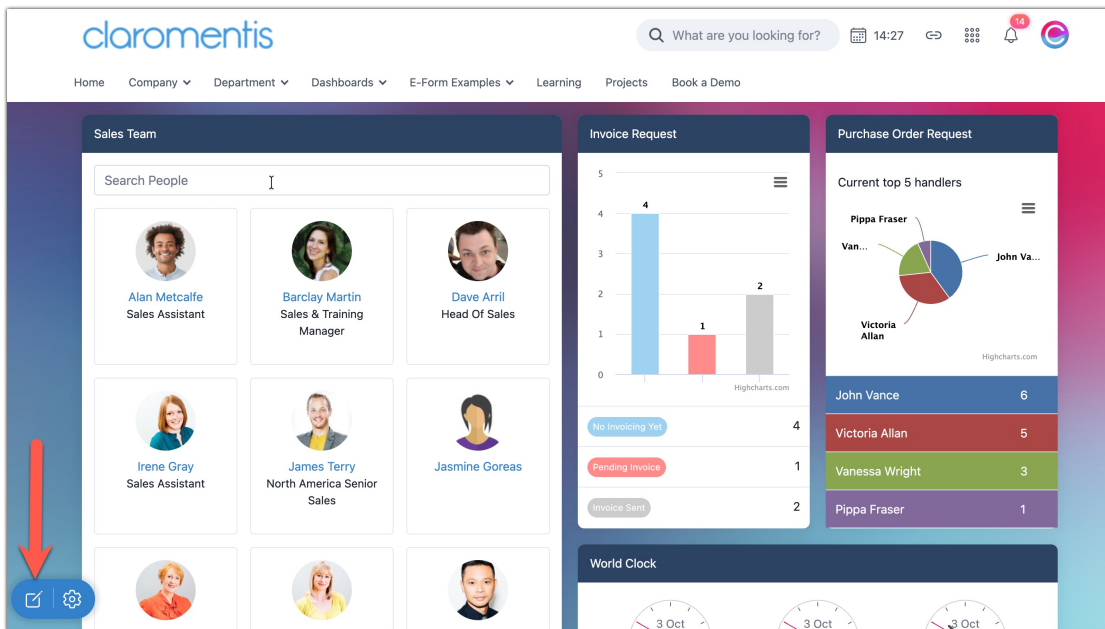 claromentis
What are you looking for?
14:27
14
Home
Company
Department
Dashboards
E-Form Examples
Learning
Projects
Book a Demo
Sales Team
Search People
Alan Metcalfe
Sales Assistant
Barclay Martin
Sales & Training
Manager
Dave Arril
Head Of Sales
Irene Gray
Sales Assistant
James Terry
North America Senior
Sales
Jasmine Goreas
Invoice Request
5
4
3
2
1
0
4
1
2
Highcharts.com
No Invoicing Yet 4
Pending Invoice 1
Invoice Sent 2
Purchase Order Request
Current top 5 handlers
Pippa Fraser
Van...
John Va...
Victoria
Allan
Highcharts.com
John Vance 6
Victoria Allan 5
Vanessa Wright 3
Pippa Fraser 1
World Clock
3 Oct
3 Oct
3 Oct